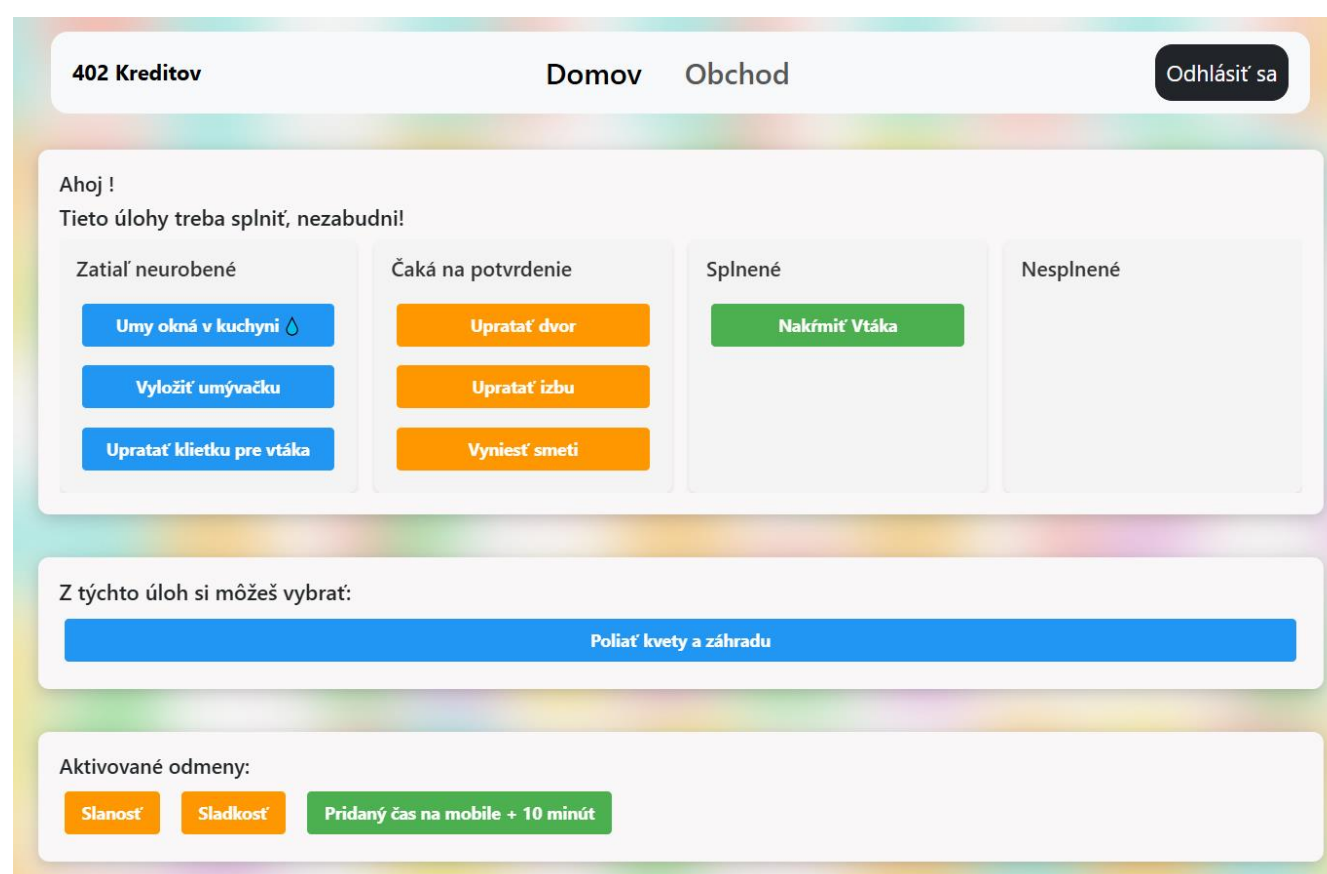 402 Kreditov
Domov
Obchod
Odhlásiť sa
Ahoj !
Tieto úlohy treba splniť, nezabudni!
Zatiaľ neurobené
Umy okná v kuchyni 💧
Vyložiť umývačku
Upratať klietku pre vtáka
Čaká na potvrdenie
Upratať dvor
Upratať izbu
Vyniesť smeti
Splnené
Nakŕmiť Vtáka
Nesplnené
Z týchto úloh si môžeš vybrať:
Poliať kvety a záhradu
Aktivované odmeny:
Slanosť
Sladkosť
Pridaný čas na mobile + 10 minút